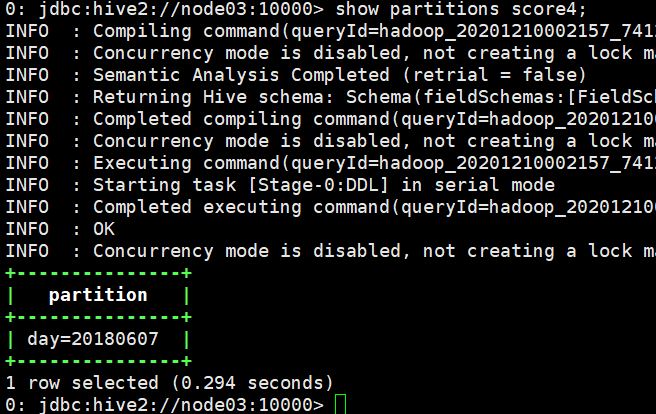 0: jdbc:hive2://node03:10000> show partitions score4;
INFO  : Compiling command(queryId=hadoop_20201210002157_741
INFO  : Concurrency mode is disabled, not creating a lock ma
INFO  : Semantic Analysis Completed (retrial = false)
INFO  : Returning Hive schema: Schema(fieldSchemas:[FieldSch
INFO  : Completed compiling command(queryId=hadoop_202012100
INFO  : Concurrency mode is disabled, not creating a lock ma
INFO  : Executing command(queryId=hadoop_20201210002157_741
INFO  : Starting task [Stage-0:DDL] in serial mode
INFO  : Completed executing command(queryId=hadoop_202012100
INFO  : OK
INFO  : Concurrency mode is disabled, not creating a lock ma
+---------------+
|   partition   |
+---------------+
| day=20180607  |
+---------------+
1 row selected (0.294 seconds)
0: jdbc:hive2://node03:10000>